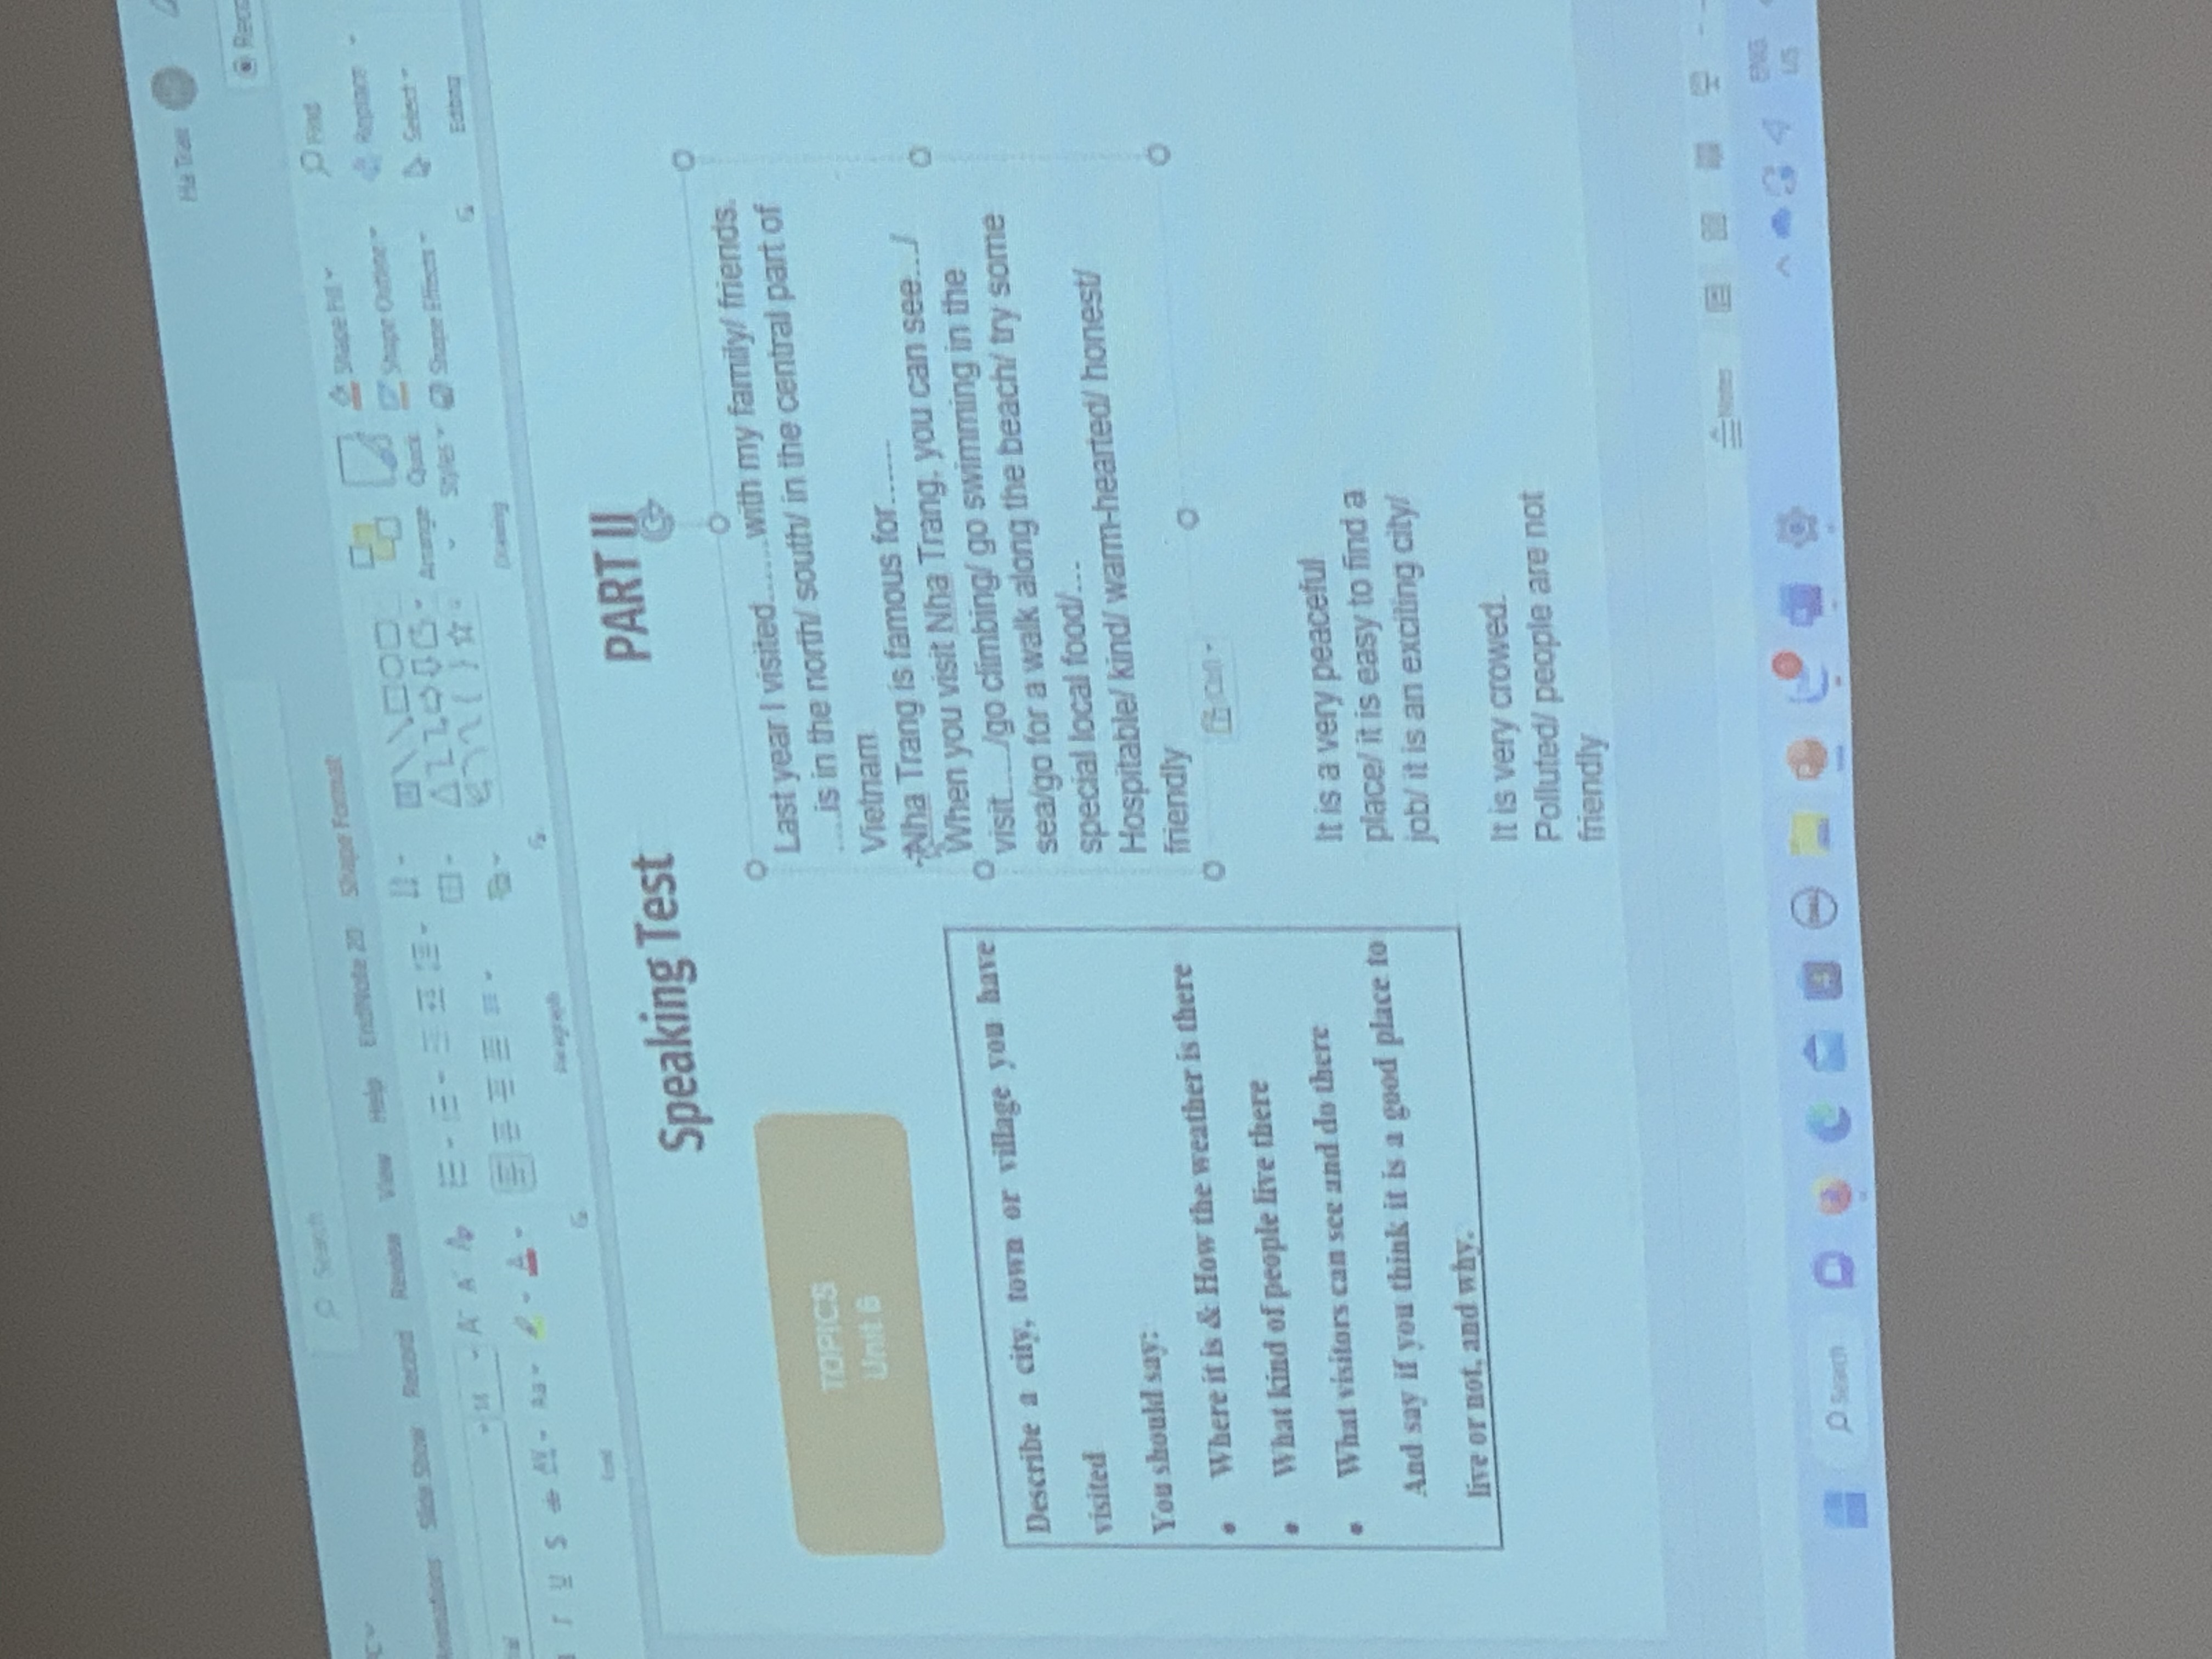 Ha Tran
Search
Reco
Animations Slide Show Record Review View Help EndNote 20 Shape Format
14
Arrange
Quick
Styles
Shape Fill
Shape Outline
Shape Effects
Find
Replace
Select
Font
Paragraph
Drawing
Editing
Speaking Test
PART II
TOPICS
Unit 6
Describe a city, town or village you have
visited
You should say:
• Where it is & How the weather is there
• What kind of people live there
• What visitors can see and do there
And say if you think it is a good place to
live or not, and why.
Last year I visited.......with my family/ friends.
.....is in the north/ south/ in the central part of
Vietnam
Nha Trang is famous for.......
When you visit Nha Trang, you can see.../
visit...../go climbing/ go swimming in the
sea/go for a walk along the beach/ try some
special local food/...
Hospitable/ kind/ warm-hearted/ honest/
friendly
(Ctrl)
It is a very peaceful
place/ it is easy to find a
job/ it is an exciting city/
It is very crowed.
Polluted/ people are not
friendly
Notes
Search
ENG
US